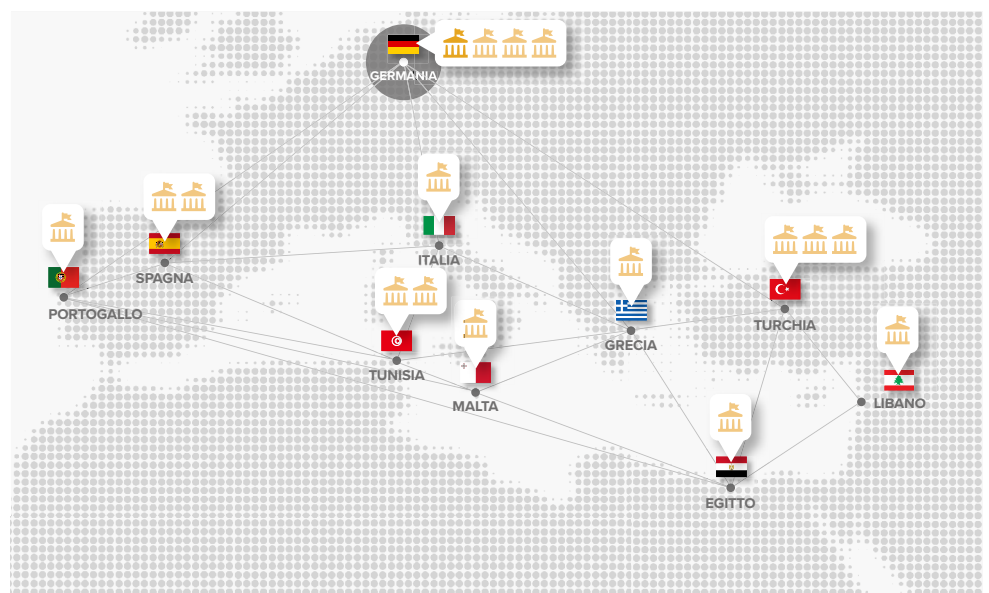 GERMANIA
ITALIA
SPAGNA
PORTOGALLO
TURCHIA
GRECIA
TUNISIA
MALTA
LIBANO
EGITTO